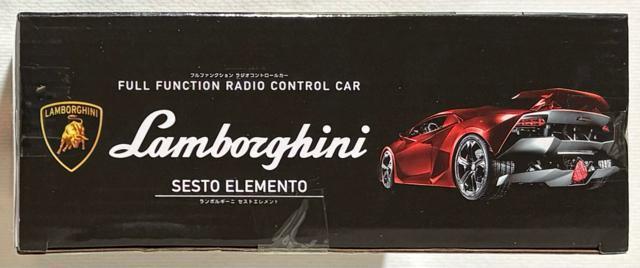 フルファンクション ラジオコントロールカー
FULL FUNCTION RADIO CONTROL CAR
LAMBORGHINI
Lamborghini
SESTO ELEMENTO
ランボルギーニ セストエレメント